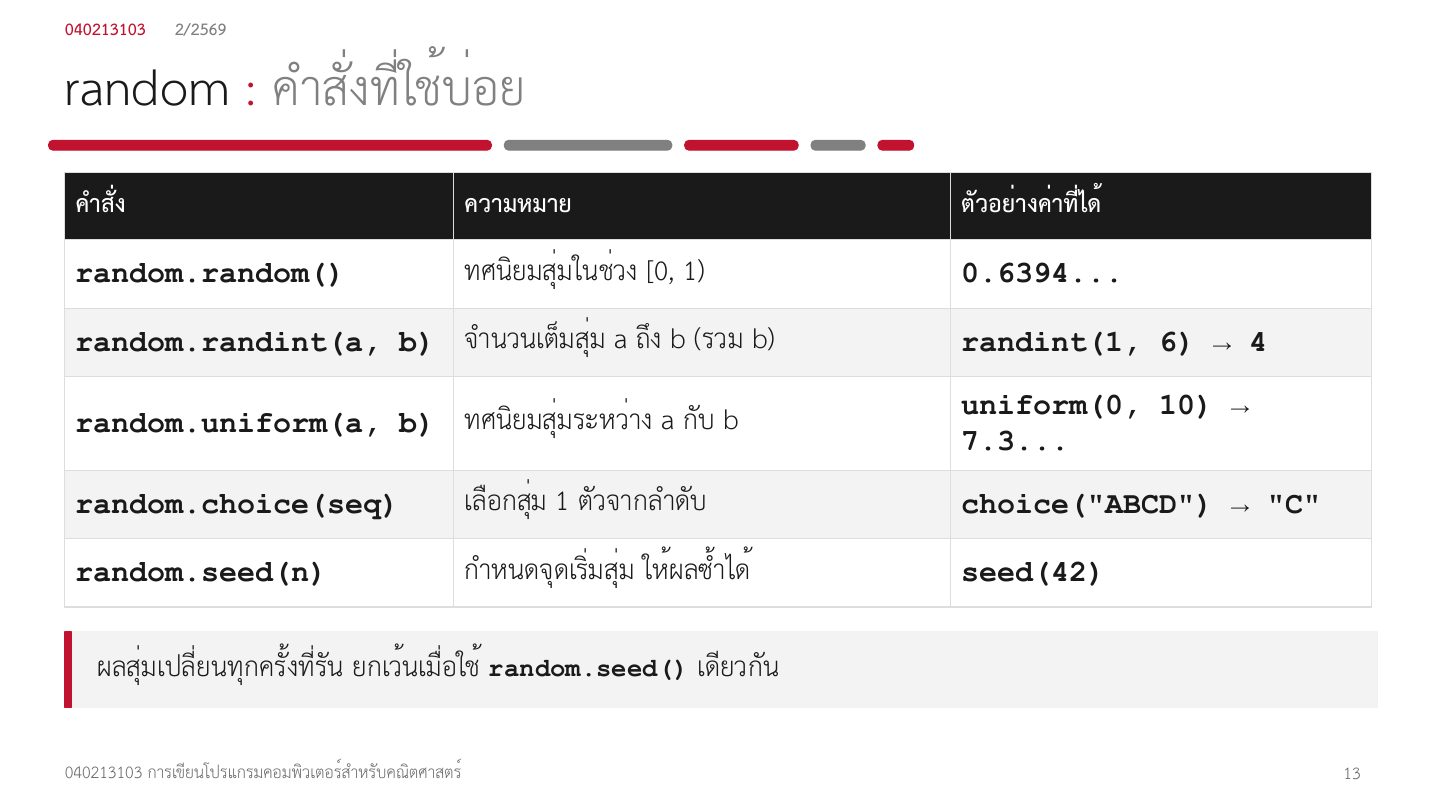 040213103 2/2569
random : คำสั่งที่ใช้บ่อย
คำสั่ง ความหมาย ตัวอย่างค่าที่ได้
random.random() ทศนิยมสุ่มในช่วง [0, 1) 0.6394...
random.randint(a, b) จำนวนเต็มสุ่ม a ถึง b (รวม b) randint(1, 6) → 4
random.uniform(a, b) ทศนิยมสุ่มระหว่าง a กับ b uniform(0, 10) →
7.3...
random.choice(seq) เลือกสุ่ม 1 ตัวจากลำดับ choice("ABCD") → "C"
random.seed(n) กำหนดจุดเริ่มสุ่ม ให้ผลซ้ำได้ seed(42)
ผลสุ่มเปลี่ยนทุกครั้งที่รัน ยกเว้นเมื่อใช้ random.seed() เดียวกัน
040213103 การเขียนโปรแกรมคอมพิวเตอร์สำหรับคณิตศาสตร์ 13